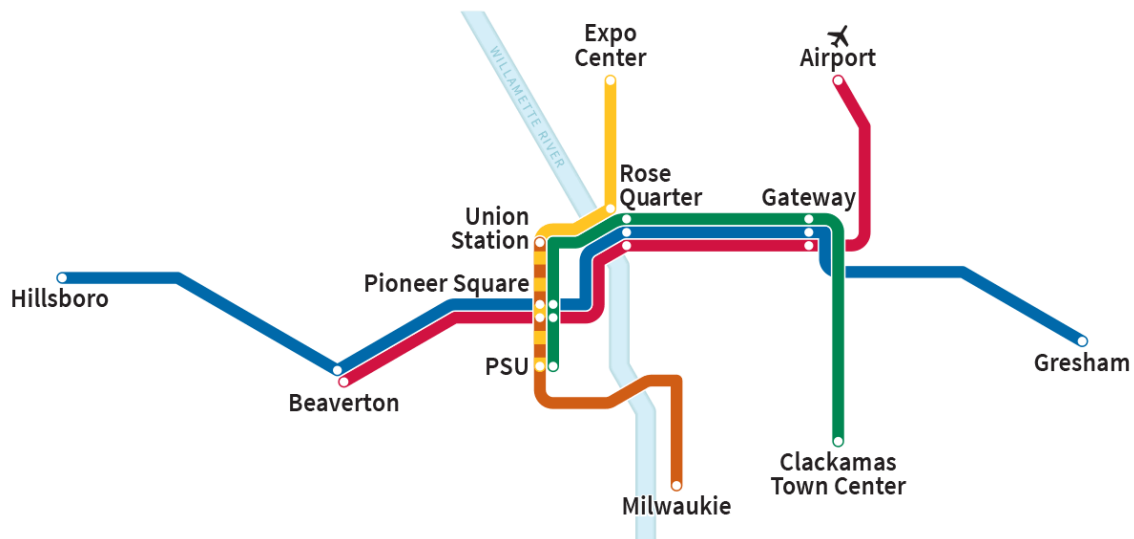 Expo
Center
Airport
WILLAMETTE RIVER
Rose
Quarter
Gateway
Union
Station
Pioneer Square
Hillsboro
PSU
Gresham
Beaverton
Clackamas
Town Center
Milwaukie